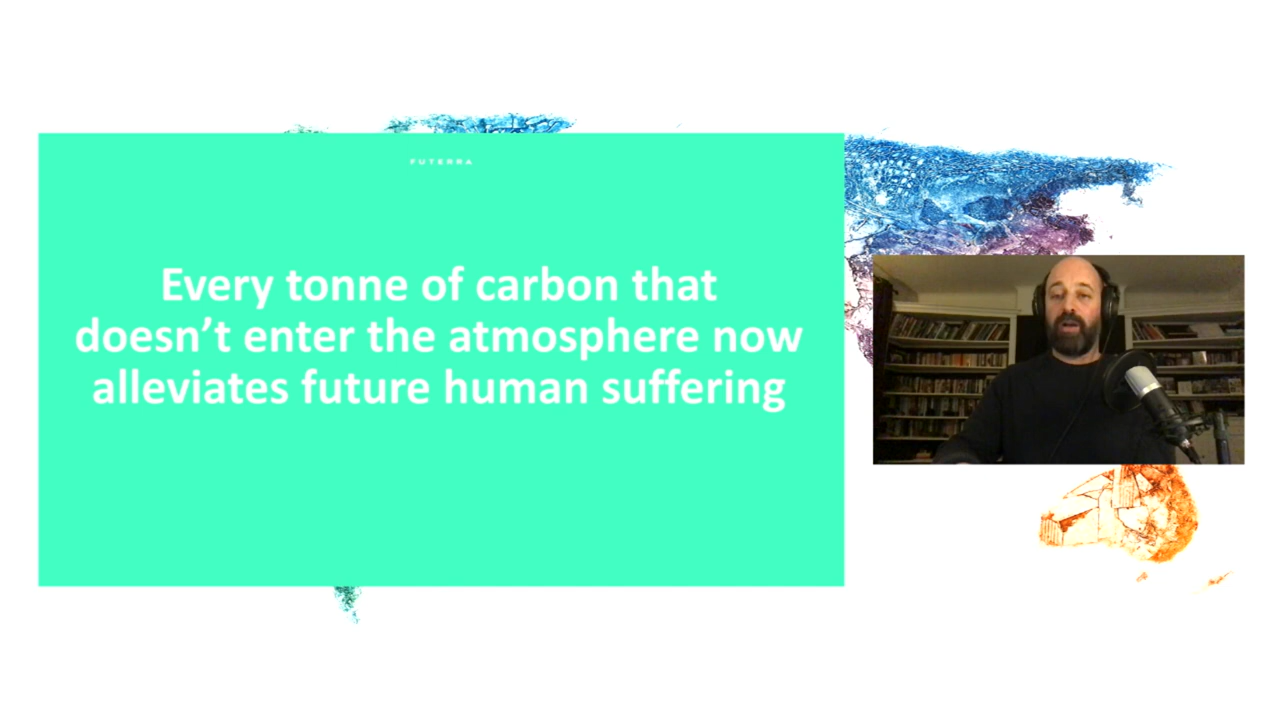 FUTERRA
Every tonne of carbon that
doesn’t enter the atmosphere now
alleviates future human suffering